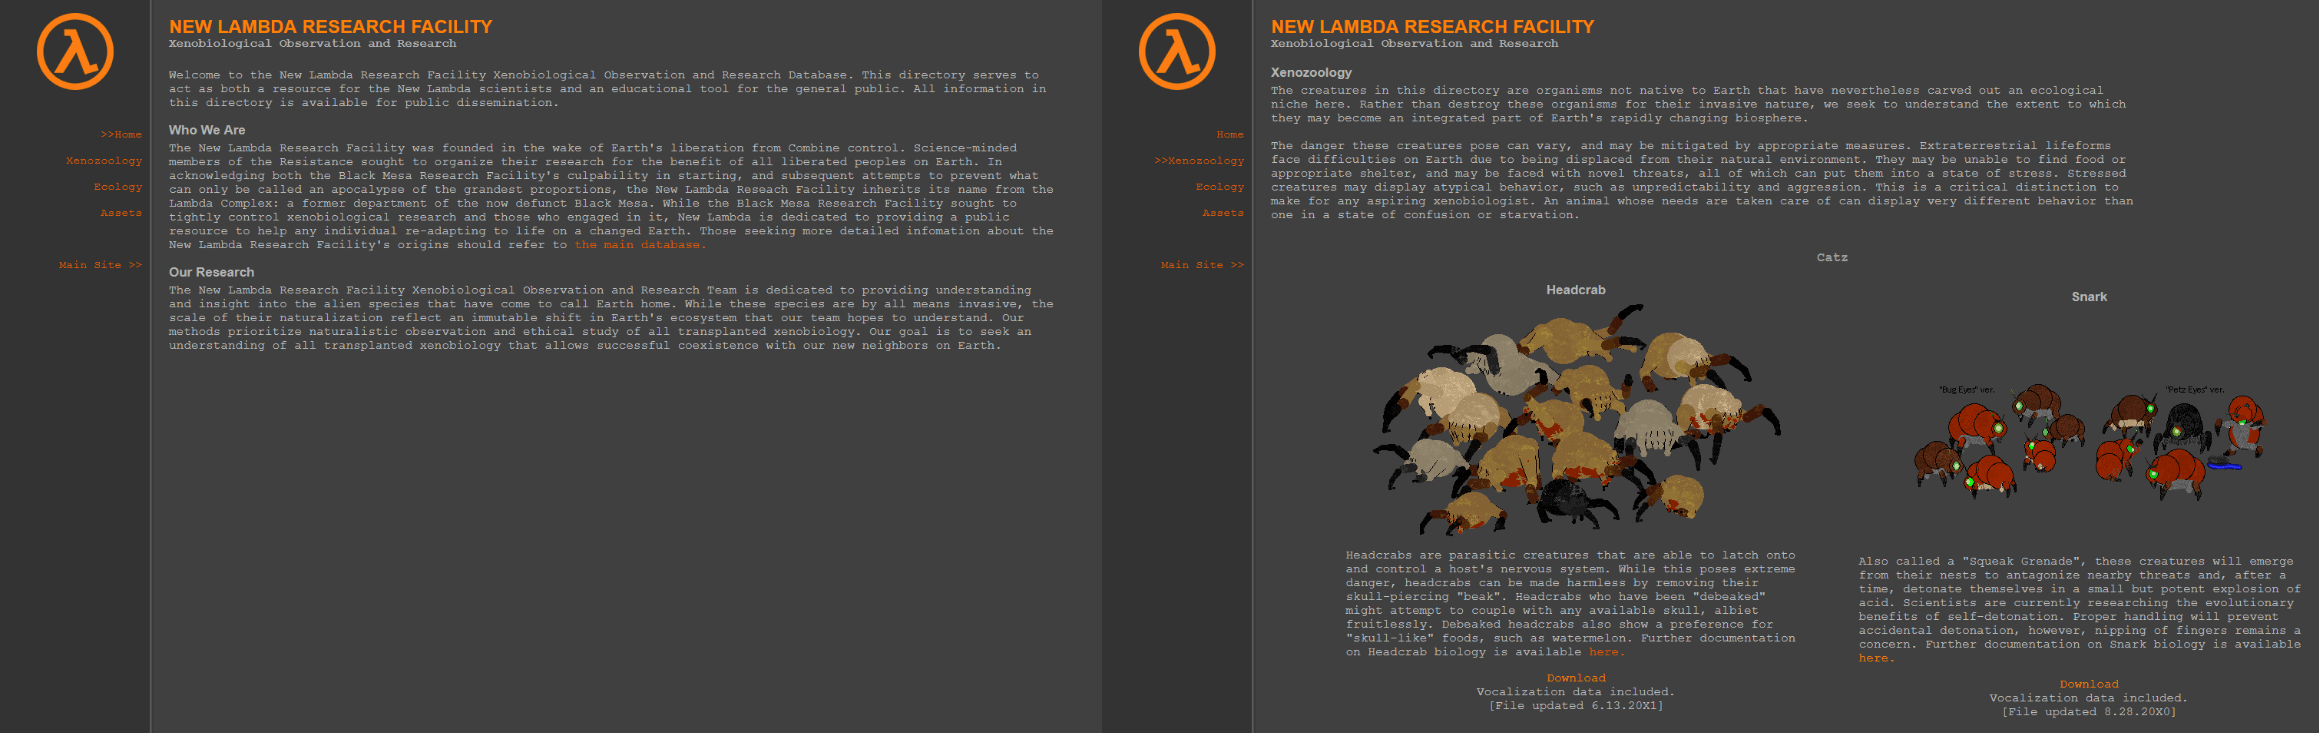 NEW LAMBDA RESEARCH FACILITY
Xenobiological Observation and Research
Welcome to the New Lambda Research Facility Xenobiological Observation and Research Database. This directory serves to
act as both a resource for the New Lambda scientists and an educational tool for the general public. All information in
this directory is available for public dissemination.
>>Home
Xenozoology
Ecology
Assets
Main Site >>
Who We Are
The New Lambda Research Facility was founded in the wake of Earth's liberation from Combine control. Science-minded
members of the Resistance sought to organize their research for the benefit of all liberated peoples on Earth. In
acknowledging both the Black Mesa Research Facility's culpability in starting, and subsequent attempts to prevent what
can only be called an apocalypse of the grandest proportions, the New Lambda Reseach Facility inherits its name from the
Lambda Complex: a former department of the now defunct Black Mesa. While the Black Mesa Research Facility sought to
tightly control xenobiological research and those who engaged in it, New Lambda is dedicated to providing a public
resource to help any individual re-adapting to life on a changed Earth. Those seeking more detailed infomation about the
New Lambda Research Facility's origins should refer to the main database.
Our Research
The New Lambda Research Facility Xenobiological Observation and Research Team is dedicated to providing understanding
and insight into the alien species that have come to call Earth home. While these species are by all means invasive, the
scale of their naturalization reflect an immutable shift in Earth's ecosystem that our team hopes to understand. Our
methods prioritize naturalistic observation and ethical study of all transplanted xenobiology. Our goal is to seek an
understanding of all transplanted xenobiology that allows successful coexistence with our new neighbors on Earth.
NEW LAMBDA RESEARCH FACILITY
Xenobiological Observation and Research
Home
>>Xenozoology
Ecology
Assets
Main Site >>
Xenozoology
The creatures in this directory are organisms not native to Earth that have nevertheless carved out an ecological
niche here. Rather than destroy these organisms for their invasive nature, we seek to understand the extent to which
they may become an integrated part of Earth's rapidly changing biosphere.
The danger these creatures pose can vary, and may be mitigated by appropriate measures. Extraterrestrial lifeforms
face difficulties on Earth due to being displaced from their natural environment. They may be unable to find food or
appropriate shelter, and may be faced with novel threats, all of which can put them into a state of stress. Stressed
creatures may display atypical behavior, such as unpredictability and aggression. This is a critical distinction to
make for any aspiring xenobiologist. An animal whose needs are taken care of can display very different behavior than
one in a state of confusion or starvation.
Catz
Headcrab
Headcrabs are parasitic creatures that are able to latch onto
and control a host's nervous system. While this poses extreme
danger, headcrabs can be made harmless by removing their
skull-piercing "beak". Headcrabs who have been "debeaked"
might attempt to couple with any available skull, albiet
fruitlessly. Debeaked headcrabs also show a preference for
"skull-like" foods, such as watermelon. Further documentation
on Headcrab biology is available here.
Download
Vocalization data included.
[File updated 6.13.20X1]
Snark
"Bug Eyes" ver.
"Petz Eyes" ver.
Also called a "Squeak Grenade", these creatures will emerge
from their nests to antagonize nearby threats and, after a
time, detonate themselves in a small but potent explosion of
acid. Scientists are currently researching the evolutionary
benefits of self-detonation. Proper handling will prevent
accidental detonation, however, nipping of fingers remains a
concern. Further documentation on Snark biology is available
here.
Download
Vocalization data included.
[File updated 8.28.20X0]